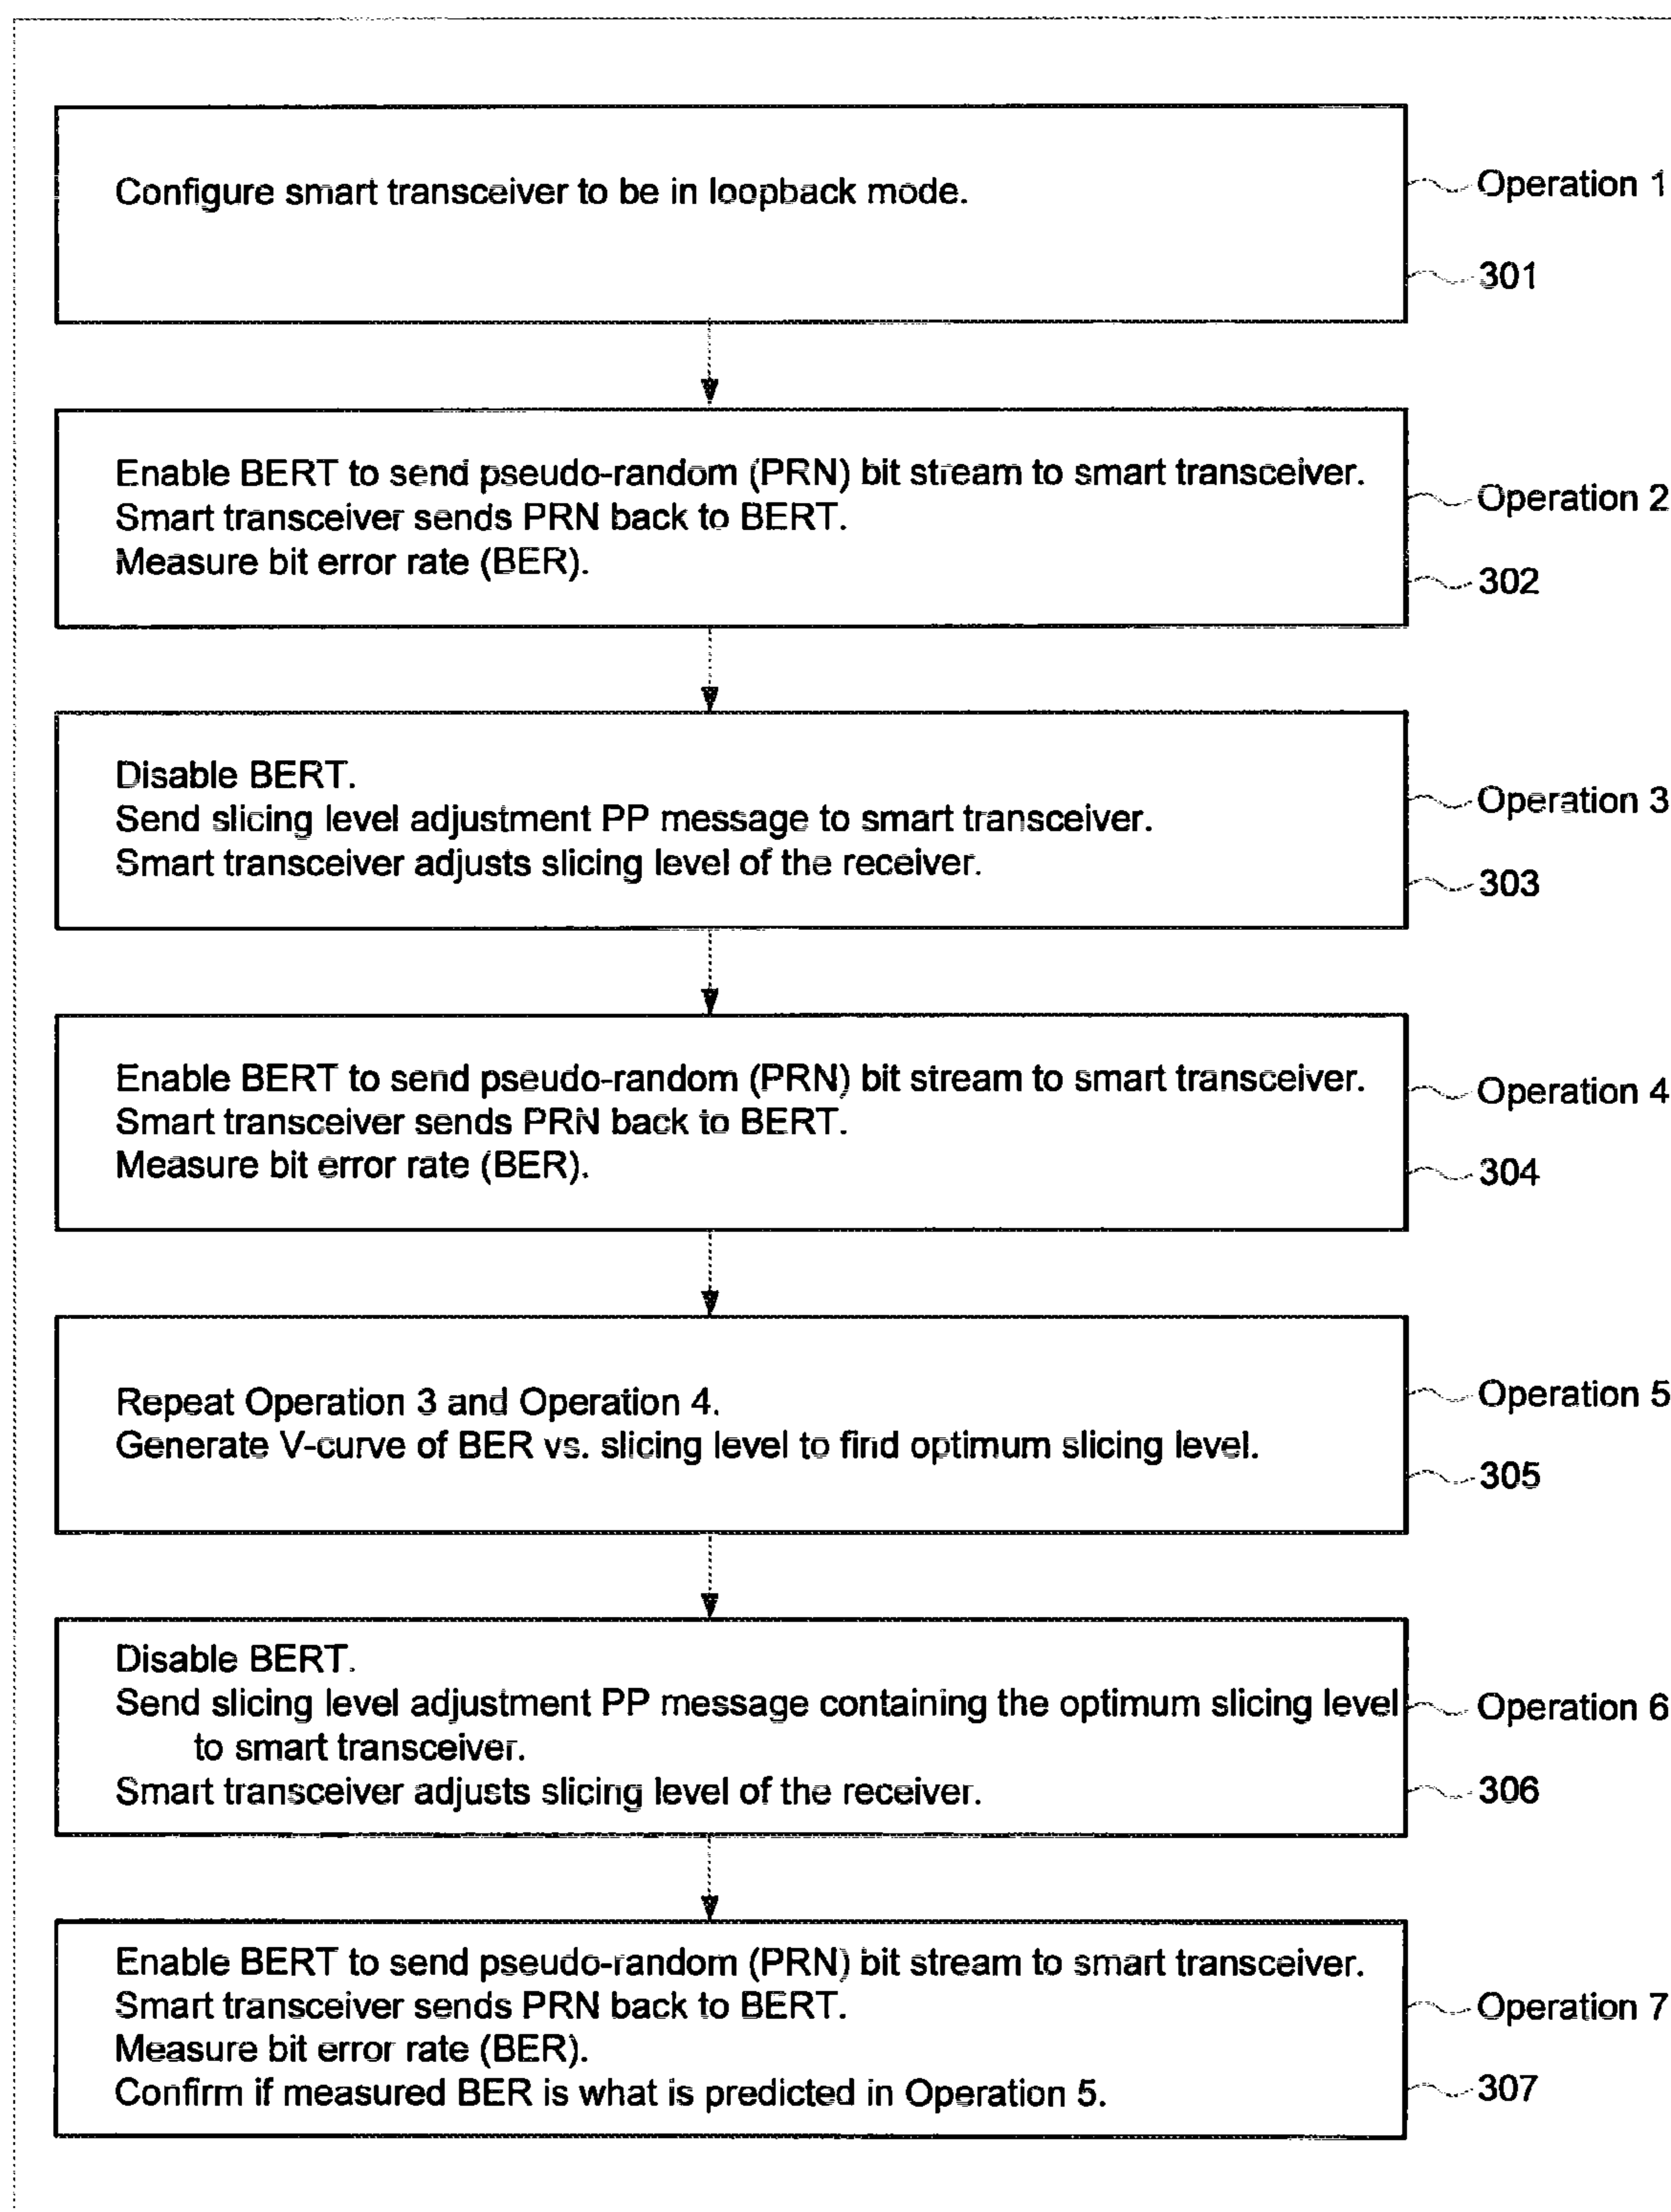 Configure smart transceiver to be in loopback mode.
Operation 1
301
Enable BERT to send pseudo-random (PRN) bit stream to smart transceiver.
Smart transceiver sends PRN back to BERT.
Measure bit error rate (BER).
Operation 2
302
Disable BERT.
Send slicing level adjustment PP message to smart transceiver.
Smart transceiver adjusts slicing level of the receiver.
Operation 3
303
Enable BERT to send pseudo-random (PRN) bit stream to smart transceiver.
Smart transceiver sends PRN back to BERT.
Measure bit error rate (BER).
Operation 4
304
Repeat Operation 3 and Operation 4.
Generate V-curve of BER vs. slicing level to find optimum slicing level.
Operation 5
305
Disable BERT.
Send slicing level adjustment PP message containing the optimum slicing level
to smart transceiver.
Smart transceiver adjusts slicing level of the receiver.
Operation 6
306
Enable BERT to send pseudo-random (PRN) bit stream to smart transceiver.
Smart transceiver sends PRN back to BERT.
Measure bit error rate (BER).
Confirm if measured BER is what is predicted in Operation 5.
Operation 7
307